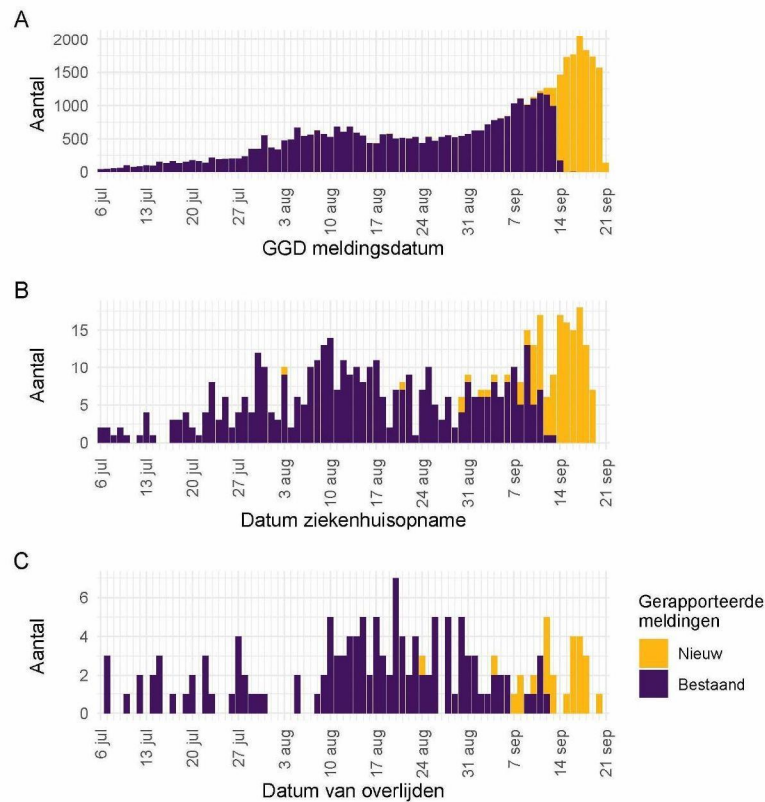 A
Aantal
2000
1500
1000
500
0
6 jul
13 jul
20 jul
27 jul
3 aug
10 aug
17 aug
24 aug
31 aug
7 sep
14 sep
21 sep
GGD meldingsdatum
B
Aantal
15
10
5
0
6 jul
13 jul
20 jul
27 jul
3 aug
10 aug
17 aug
24 aug
31 aug
7 sep
14 sep
21 sep
Datum ziekenhuisopname
C
Aantal
6
4
2
0
6 jul
13 jul
20 jul
27 jul
3 aug
10 aug
17 aug
24 aug
31 aug
7 sep
14 sep
21 sep
Datum van overlijden
Gerapporteerde
meldingen
Nieuw
Bestaand